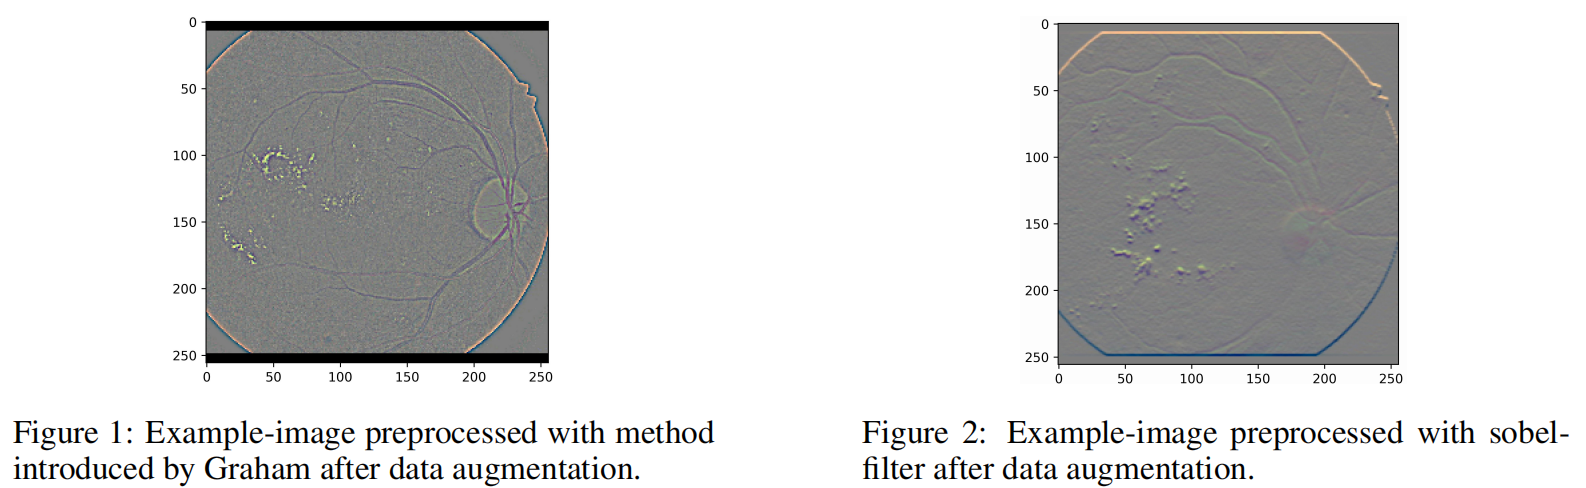 0
50
100
150
200
250
0 50 100 150 200 250
Figure 1: Example-image preprocessed with method
introduced by Graham after data augmentation.
0
50
100
150
200
250
0 50 100 150 200 250
Figure 2: Example-image preprocessed with sobel-
filter after data augmentation.